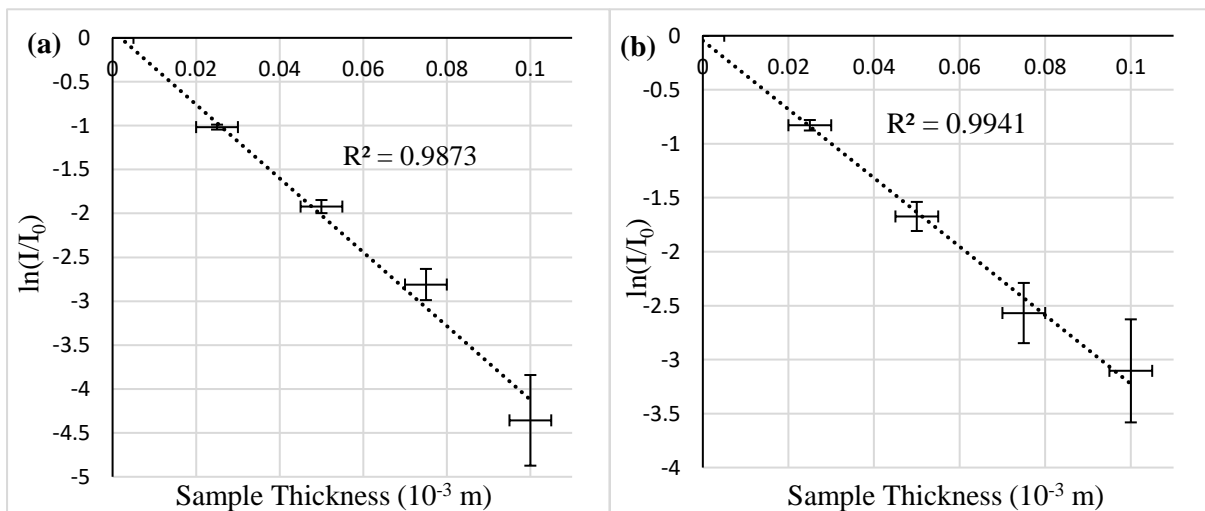 (a)
0
-0.5
-1
-1.5
-2
-2.5
-3
-3.5
-4
-4.5
-5
0 0.02 0.04 0.06 0.08 0.1
R² = 0.9873
ln(I/I₀)
Sample Thickness (10⁻³ m)
(b)
0
-0.5
-1
-1.5
-2
-2.5
-3
-3.5
-4
0 0.02 0.04 0.06 0.08 0.1
R² = 0.9941
ln(I/I₀)
Sample Thickness (10⁻³ m)